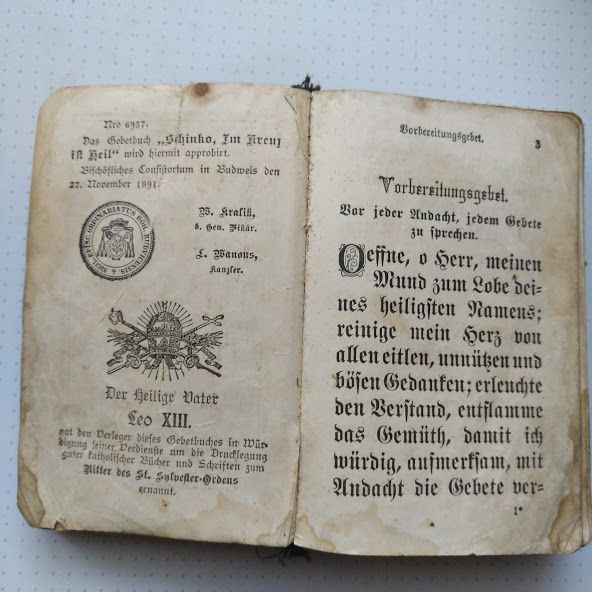 Nro 6937.
Das Gebetbuch „Schinko, Im Kreuz
ist Heil“ wird hiermit approbirt.
Bischöfliches Consistorium in Budweis den
27. November 1891.
W. Kralik,
b. Gen. Vikär.
L. Wanous,
Kanzler.
Der Heilige Vater
Leo XIII.
hat den Verleger dieses Gebetbuches in Wür-
digung seiner Verdienste um die Drucklegung
guter katholischer Bücher und Schriften zum
Ritter des St. Sylvester-Ordens
ernannt.
Vorbereitungsgebet. 3
Vorbereitungsgebet.
Vor jeder Andacht, jedem Gebete
zu sprechen.
Oeffne, o Herr, meinen
Mund zum Lobe dei-
nes heiligsten Namens;
reinige mein Herz von
allen eitlen, unnützen und
bösen Gedanken; erleuchte
den Verstand, entflamme
das Gemüth, damit ich
würdig, aufmerksam, mit
Andacht die Gebete ver-
1*